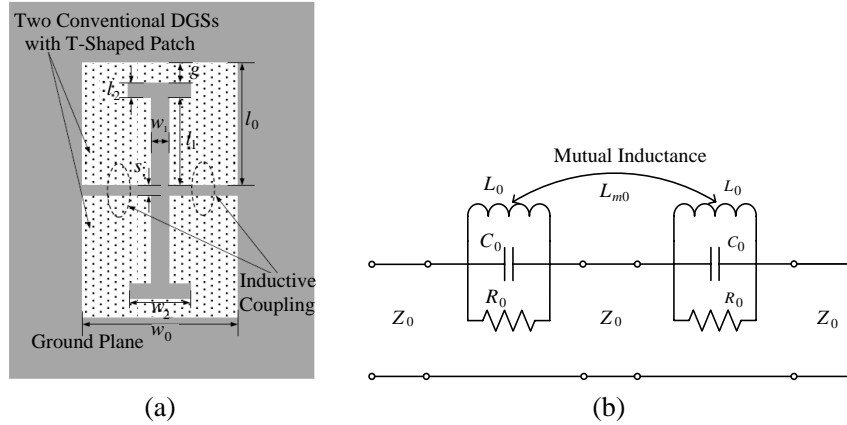 Two Conventional DGSs
with T-Shaped Patch
g
l2
w1
l1
l0
s
Inductive
Coupling
w2
w0
Ground Plane
(a)
Mutual Inductance
L0
Lm0
L0
C0
C0
R0
R0
Z0
Z0
Z0
(b)